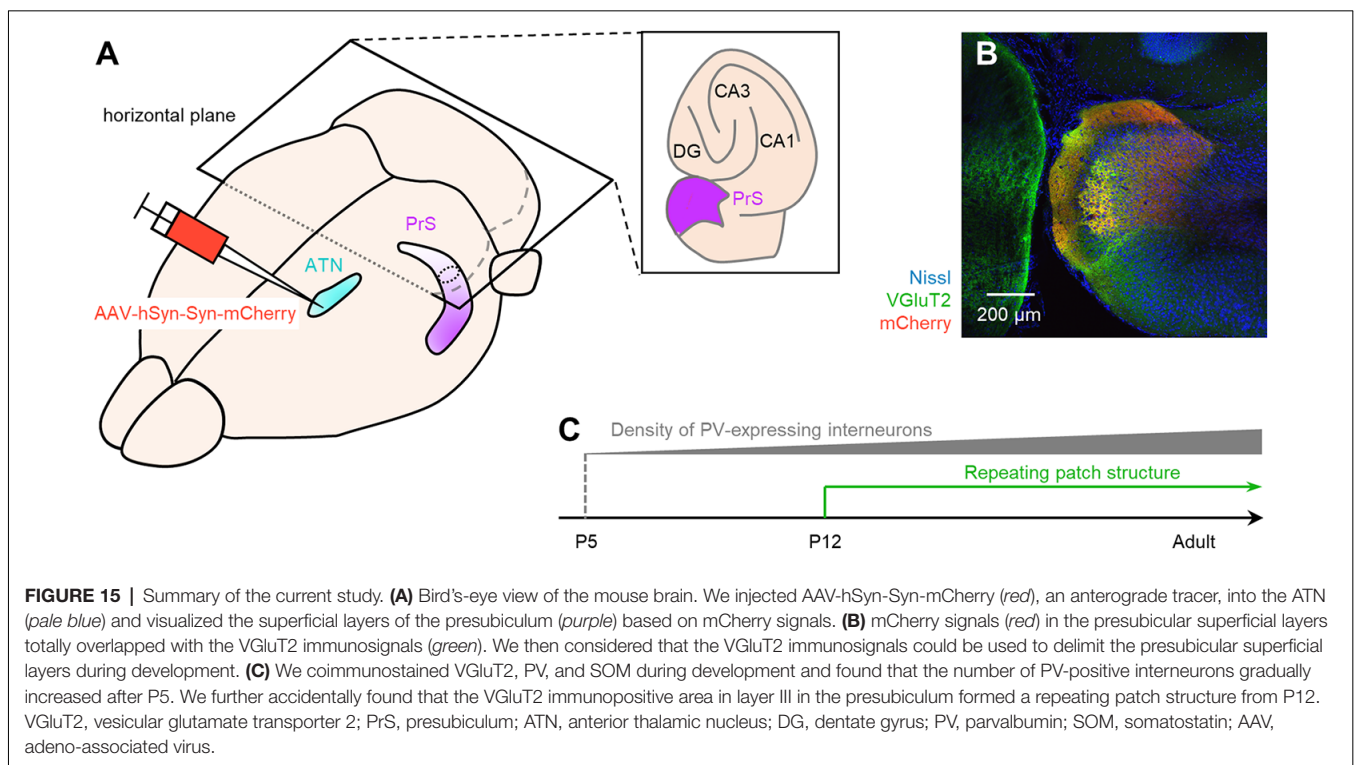 A
horizontal plane
PrS
ATN
AAV-hSyn-Syn-mCherry
CA3
DG
CA1
PrS
B
Nissl
VGluT2
mCherry
200 μm
C
Density of PV-expressing interneurons
Repeating patch structure
P5
P12
Adult
FIGURE 15 | Summary of the current study. (A) Bird's-eye view of the mouse brain. We injected AAV-hSyn-Syn-mCherry (red), an anterograde tracer, into the ATN
(pale blue) and visualized the superficial layers of the presubiculum (purple) based on mCherry signals. (B) mCherry signals (red) in the presubicular superficial layers
totally overlapped with the VGluT2 immunosignals (green). We then considered that the VGluT2 immunosignals could be used to delimit the presubicular superficial
layers during development. (C) We coimmunostained VGluT2, PV, and SOM during development and found that the number of PV-positive interneurons gradually
increased after P5. We further accidentally found that the VGluT2 immunopositive area in layer III in the presubiculum formed a repeating patch structure from P12.
VGluT2, vesicular glutamate transporter 2; PrS, presubiculum; ATN, anterior thalamic nucleus; DG, dentate gyrus; PV, parvalbumin; SOM, somatostatin; AAV,
adeno-associated virus.